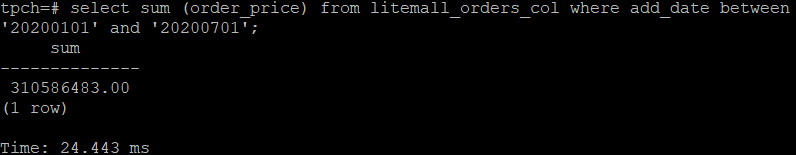 tpch=# select sum (order_price) from litemall_orders_col where add_date between
'20200101' and '20200701';
     sum
--------------
 310586483.00
(1 row)

Time: 24.443 ms